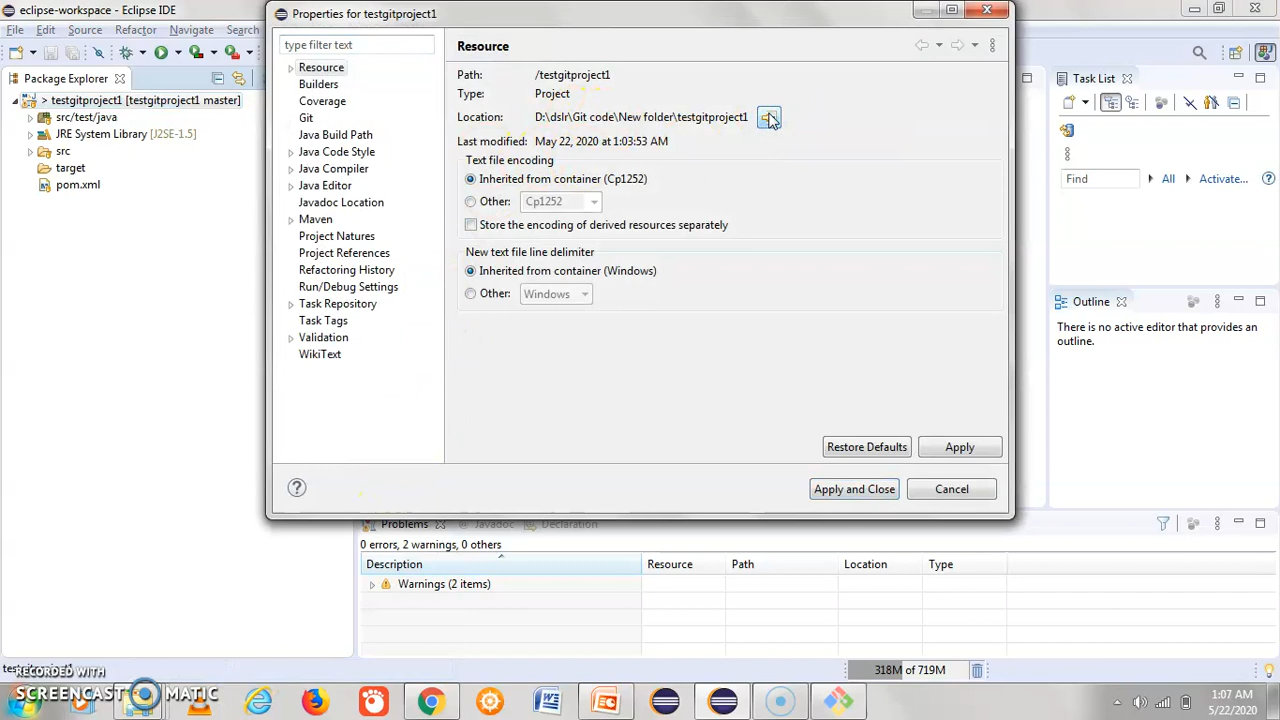 eclipse-workspace - Eclipse IDE
File Edit Source Refactor Navigate Search
Package Explorer
> testgitproject1 [testgitproject1 master]
src/test/java
JRE System Library [J2SE-1.5]
src
target
pom.xml
Properties for testgitproject1
type filter text
Resource
Builders
Coverage
Git
Java Build Path
Java Code Style
Java Compiler
Java Editor
Javadoc Location
Maven
Project Natures
Project References
Refactoring History
Run/Debug Settings
Task Repository
Task Tags
Validation
WikiText
Resource
Path: /testgitproject1
Type: Project
Location: D:\dslr\Git code\New folder\testgitproject1
Last modified: May 22, 2020 at 1:03:53 AM
Text file encoding
Inherited from container (Cp1252)
Other: Cp1252
Store the encoding of derived resources separately
New text file line delimiter
Inherited from container (Windows)
Other: Windows
Restore Defaults Apply
Apply and Close Cancel
Task List
Find All Activate...
Outline
There is no active editor that provides an
outline.
Problems Javadoc Declaration
0 errors, 2 warnings, 0 others
Description Resource Path Location Type
Warnings (2 items)
318M of 719M
RECORDED WITH
SCREENCAST MATIC
1:07 AM
5/22/2020